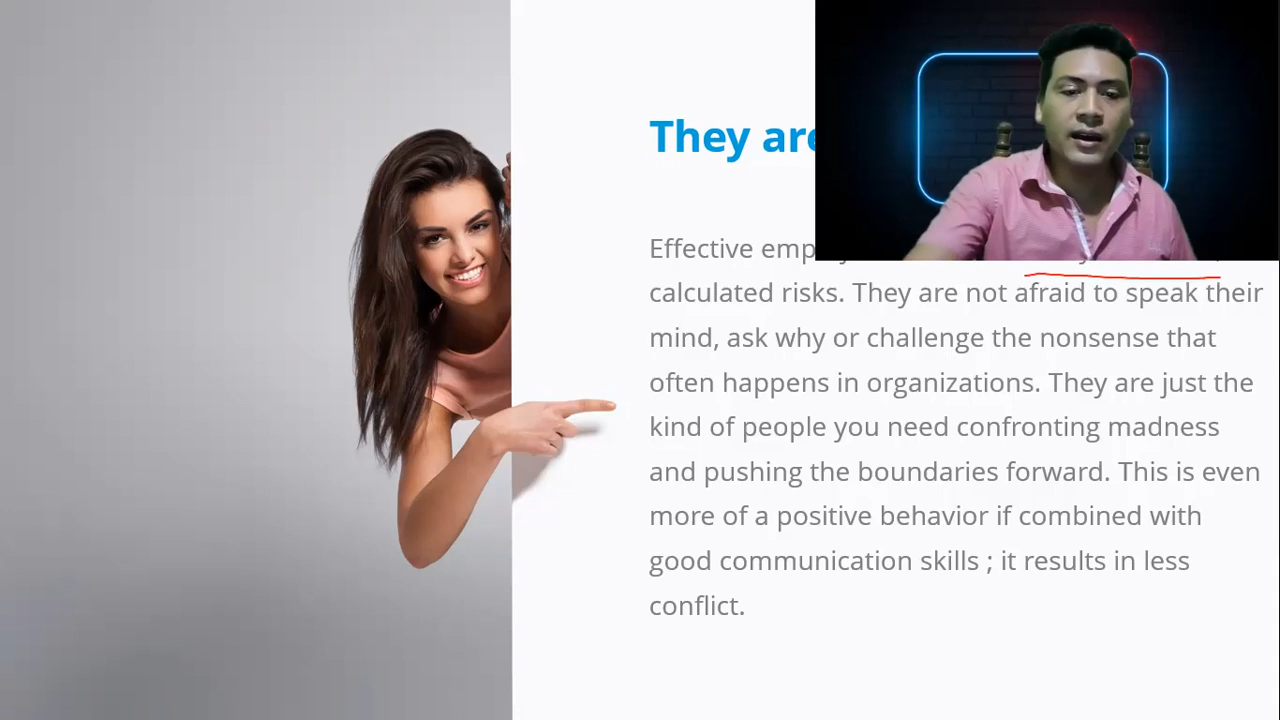 They are
Effective
calculated risks. They are not afraid to speak their
mind, ask why or challenge the nonsense that
often happens in organizations. They are just the
kind of people you need confronting madness
and pushing the boundaries forward. This is even
more of a positive behavior if combined with
good communication skills ; it results in less
conflict.